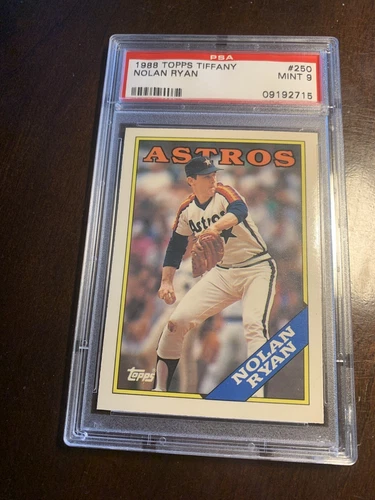 PSA
1988 TOPPS TIFFANY #250
NOLAN RYAN MINT 9
09192715
ASTROS
Astros
topps
NOLAN
RYAN